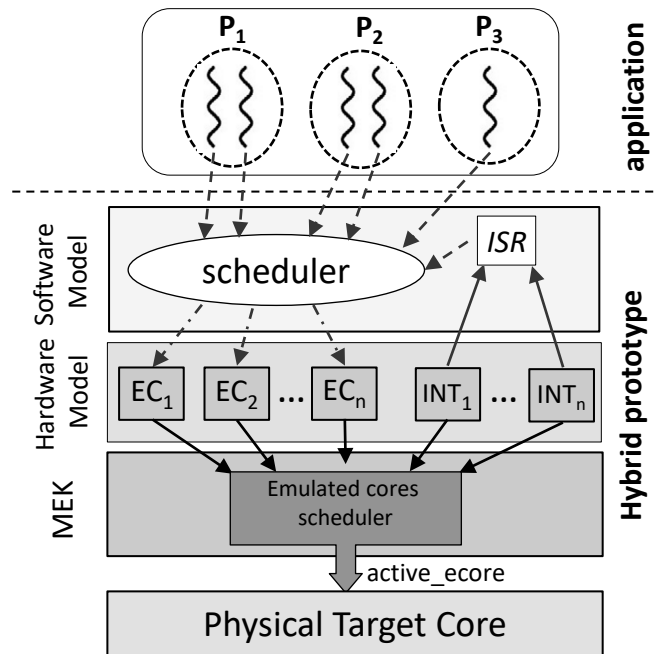 P1 P2 P3
application
Software
Model
scheduler
ISR
Hardware
Model
EC1 EC2 ... ECn INT1 ... INTn
Hybrid prototype
MEK
Emulated cores
scheduler
active_ecore
Physical Target Core